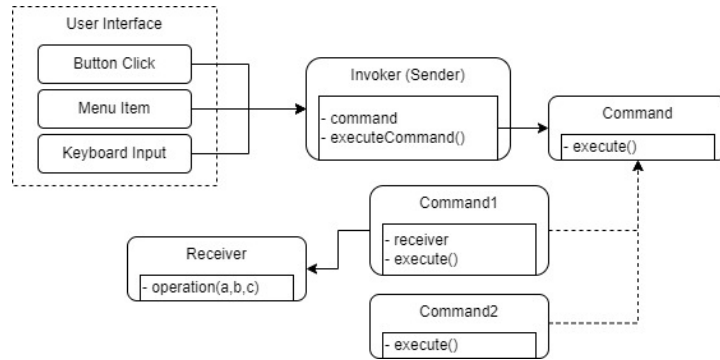 User Interface
Button Click
Menu Item
Keyboard Input
Invoker (Sender)
- command
- executeCommand()
Command
- execute()
Command1
- receiver
- execute()
Receiver
- operation(a,b,c)
Command2
- execute()